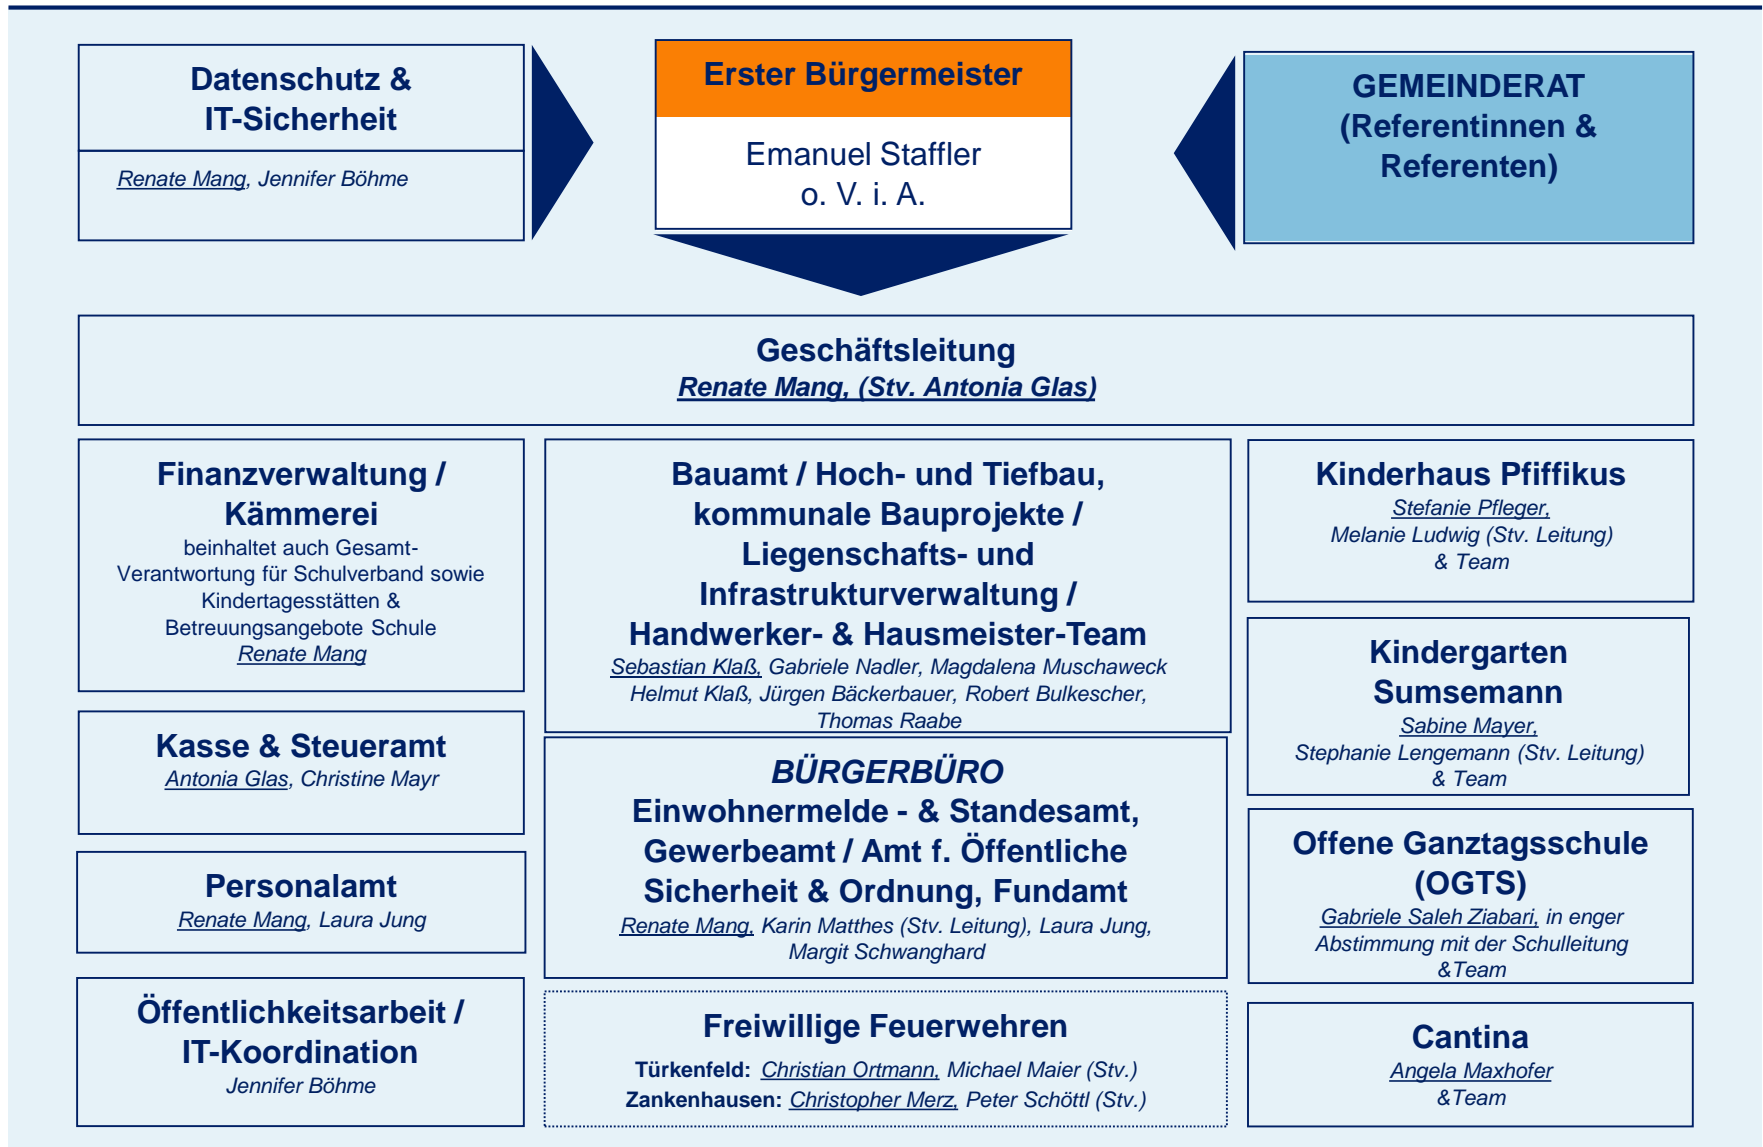 Datenschutz &
IT-Sicherheit
Renate Mang, Jennifer Böhme
Erster Bürgermeister
Emanuel Staffler
o. V. i. A.
GEMEINDERAT
(Referentinnen &
Referenten)
Geschäftsleitung
Renate Mang, (Stv. Antonia Glas)
Finanzverwaltung /
Kämmerei
beinhaltet auch Gesamt-
Verantwortung für Schulverband sowie
Kindertagesstätten &
Betreuungsangebote Schule
Renate Mang
Kasse & Steueramt
Antonia Glas, Christine Mayr
Personalamt
Renate Mang, Laura Jung
Öffentlichkeitsarbeit /
IT-Koordination
Jennifer Böhme
Bauamt / Hoch- und Tiefbau,
kommunale Bauprojekte /
Liegenschafts- und
Infrastrukturverwaltung /
Handwerker- & Hausmeister-Team
Sebastian Klaß, Gabriele Nadler, Magdalena Muschaweck
Helmut Klaß, Jürgen Bäckerbauer, Robert Bulkescher,
Thomas Raabe
BÜRGERBÜRO
Einwohnermelde - & Standesamt,
Gewerbeamt / Amt f. Öffentliche
Sicherheit & Ordnung, Fundamt
Renate Mang, Karin Matthes (Stv. Leitung), Laura Jung,
Margit Schwanghard
Freiwillige Feuerwehren
Türkenfeld: Christian Ortmann, Michael Maier (Stv.)
Zankenhausen: Christopher Merz, Peter Schöttl (Stv.)
Kinderhaus Pfiffikus
Stefanie Pfleger,
Melanie Ludwig (Stv. Leitung)
& Team
Kindergarten
Sumsemann
Sabine Mayer,
Stephanie Lengemann (Stv. Leitung)
& Team
Offene Ganztagsschule
(OGTS)
Gabriele Saleh Ziabari, in enger
Abstimmung mit der Schulleitung
&Team
Cantina
Angela Maxhofer
&Team